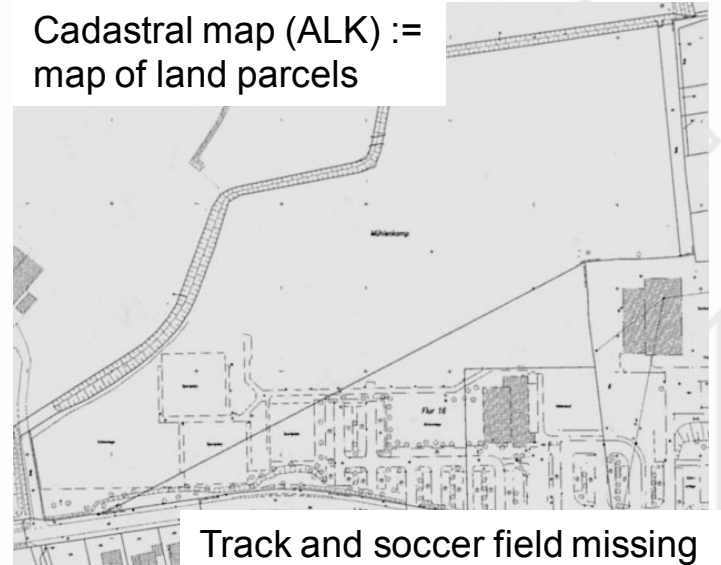 Cadastral map (ALK) :=
map of land parcels
Mühlenkamp
Flur 16
Track and soccer field missing